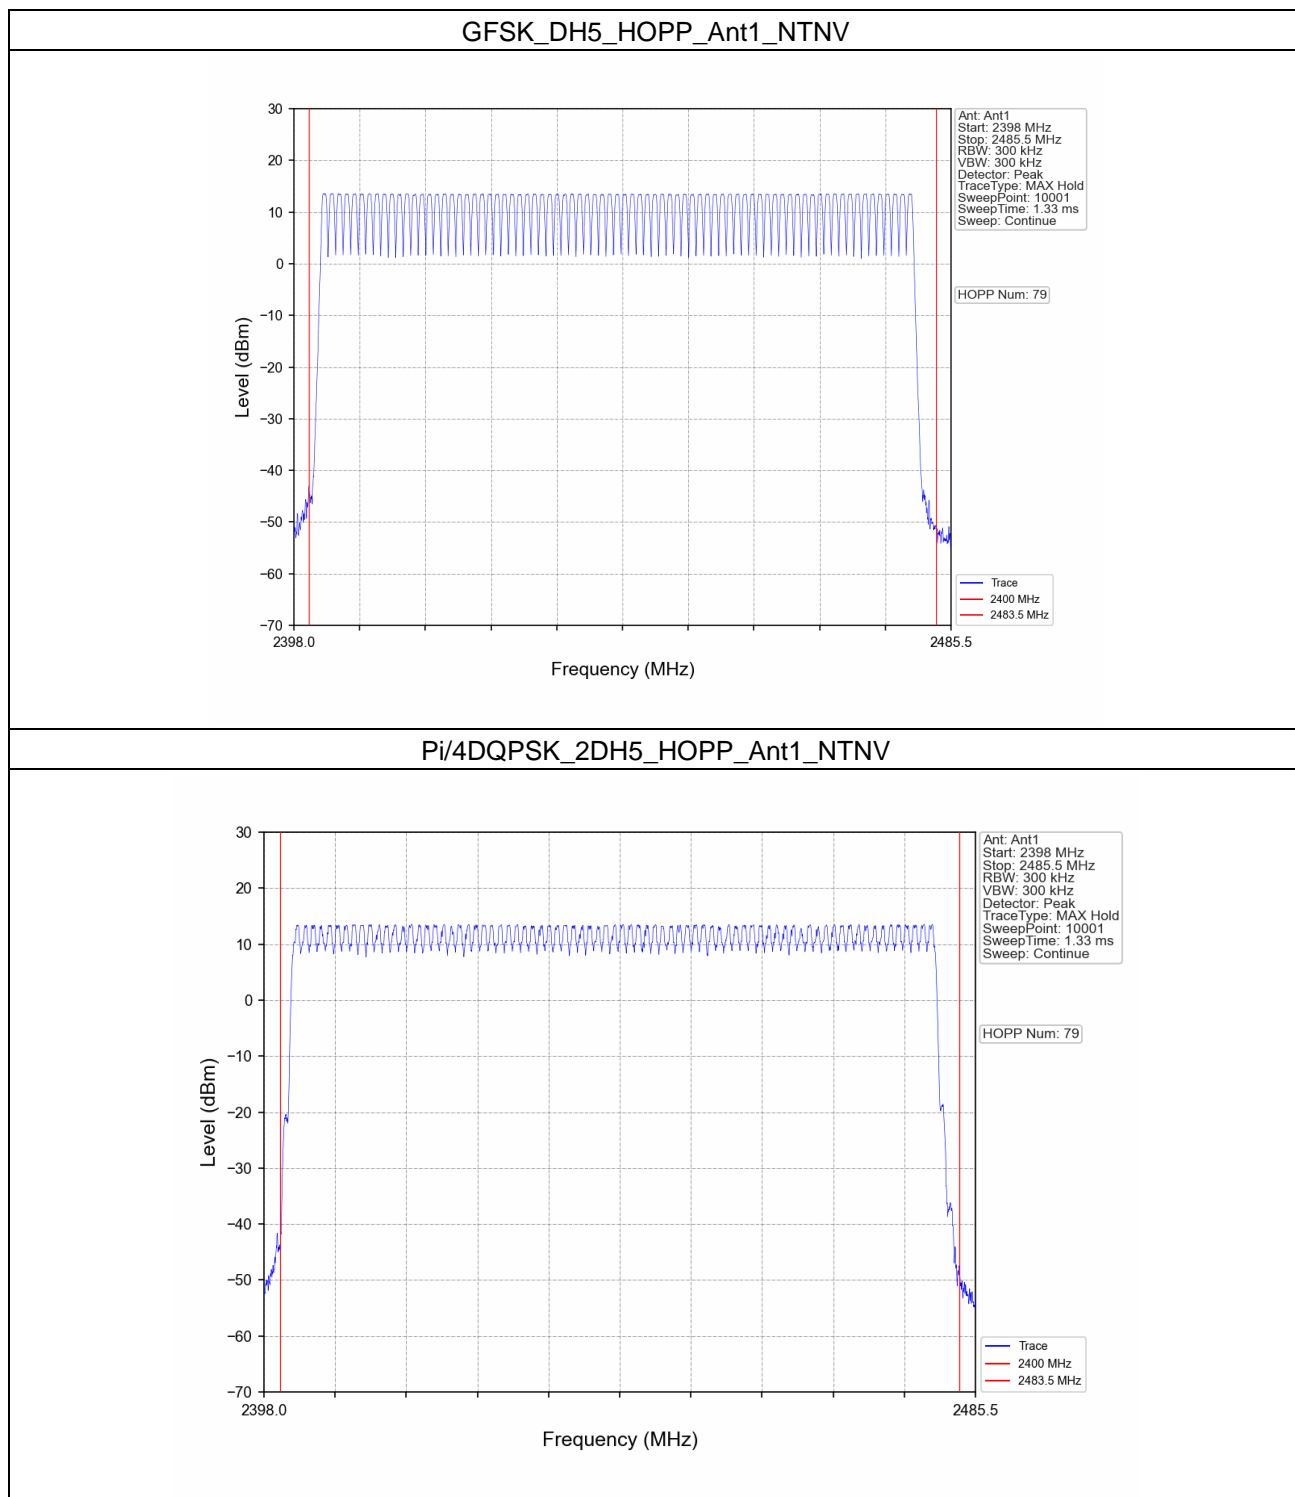 GFSK_DH5_HOPP_Ant1_NTNV
30
20
10
0
−10
−20
−30
−40
−50
−60
−70
Level (dBm)
2398.0
2485.5
Frequency (MHz)
Ant: Ant1
Start: 2398 MHz
Stop: 2485.5 MHz
RBW: 300 kHz
VBW: 300 kHz
Detector: Peak
TraceType: MAX Hold
SweepPoint: 10001
SweepTime: 1.33 ms
Sweep: Continue
HOPP Num: 79
Trace
2400 MHz
2483.5 MHz
Pi/4DQPSK_2DH5_HOPP_Ant1_NTNV
30
20
10
0
−10
−20
−30
−40
−50
−60
−70
Level (dBm)
2398.0
2485.5
Frequency (MHz)
Ant: Ant1
Start: 2398 MHz
Stop: 2485.5 MHz
RBW: 300 kHz
VBW: 300 kHz
Detector: Peak
TraceType: MAX Hold
SweepPoint: 10001
SweepTime: 1.33 ms
Sweep: Continue
HOPP Num: 79
Trace
2400 MHz
2483.5 MHz